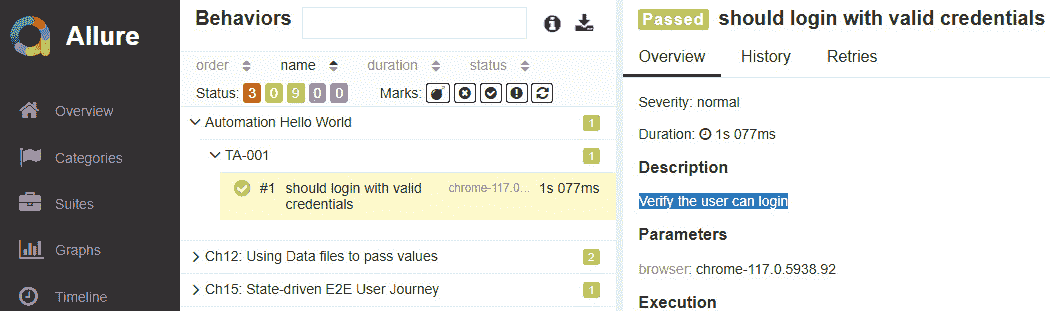 Allure
Overview
Categories
Suites
Graphs
Timeline
Behaviors
order name duration status
Status: 3 0 9 0 0 Marks:
Automation Hello World 1
TA-001 1
#1 should login with valid chrome-117.0... 1s 077ms
credentials
Ch12: Using Data files to pass values 2
Ch15: State-driven E2E User Journey 1
Passed should login with valid credentials
Overview History Retries
Severity: normal
Duration: 1s 077ms
Description
Verify the user can login
Parameters
browser: chrome-117.0.5938.92
Execution